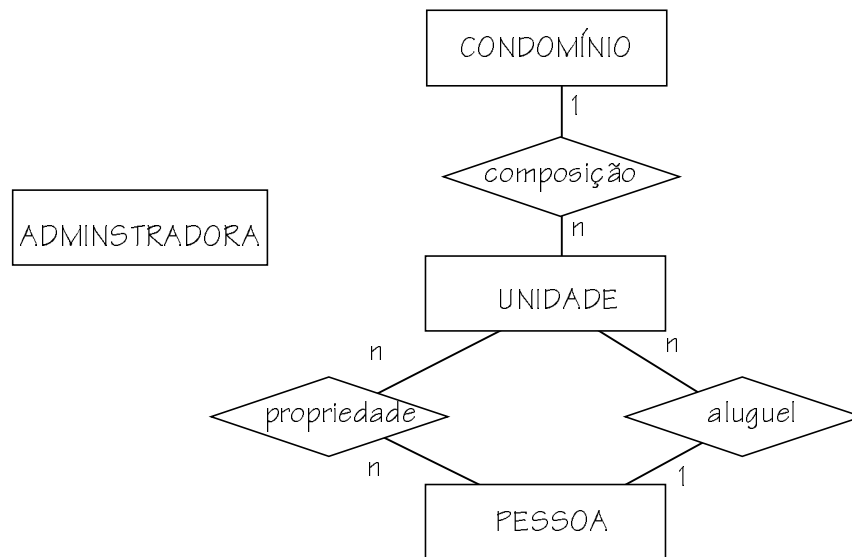 CONDOMÍNIO
1
composição
n
ADMINSTRADORA
UNIDADE
n
n
propriedade
aluguel
n
1
PESSOA